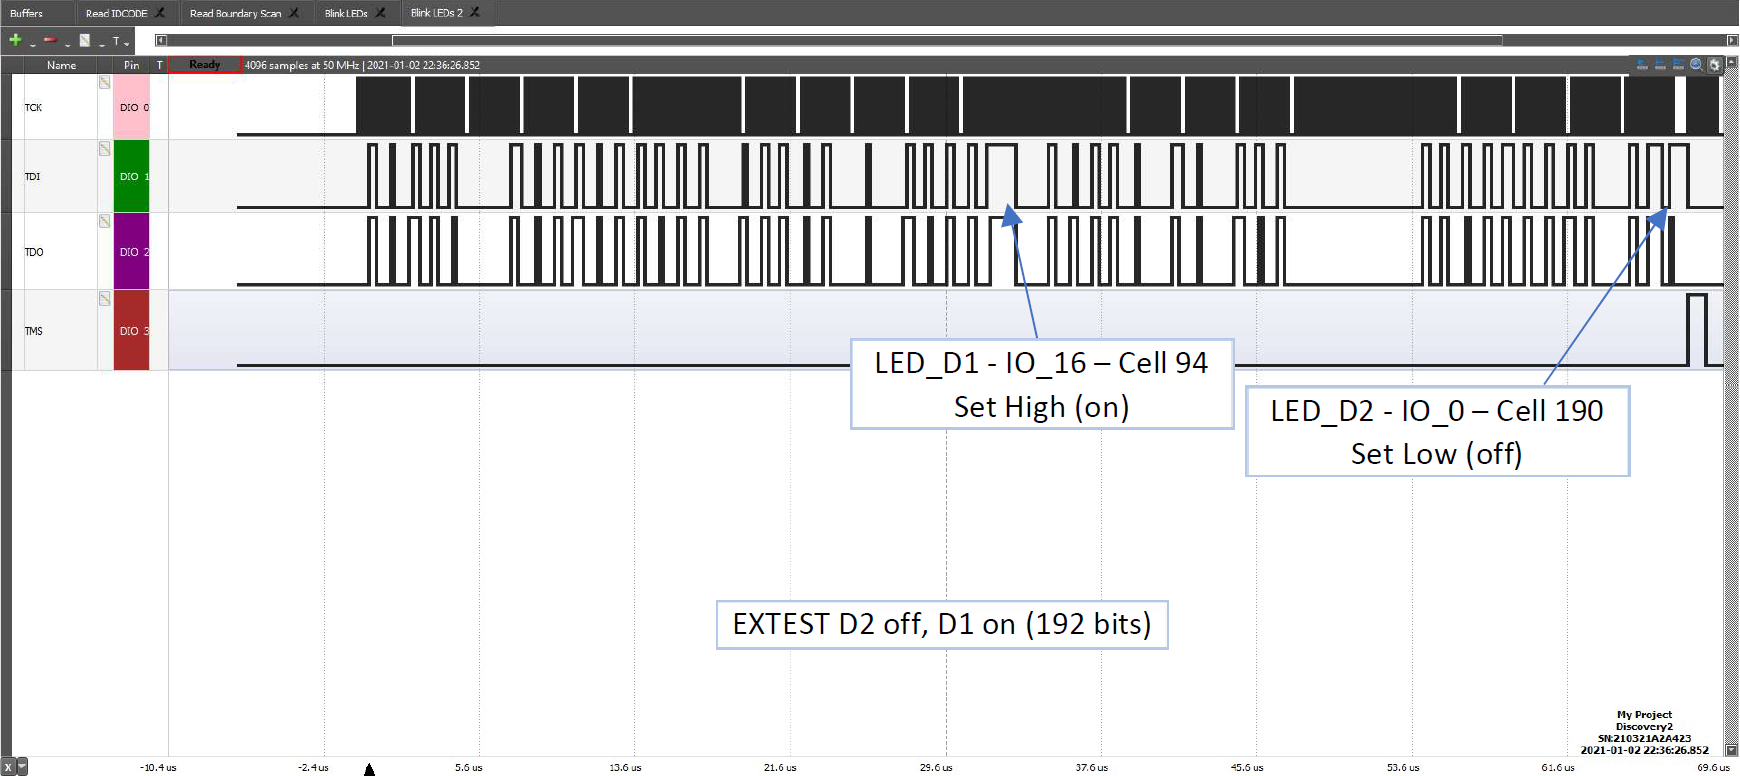 Buffers Read IDCODE Read Boundary Scan Blink LEDs Blink LEDs 2
T
Name Pin T Ready 4096 samples at 50 MHz | 2021-01-02 22:36:26.852
TCK DIO 0
TDI DIO 1
TDO DIO 2
TMS DIO 3
LED_D1 - IO_16 – Cell 94
Set High (on)
LED_D2 - IO_0 – Cell 190
Set Low (off)
EXTEST D2 off, D1 on (192 bits)
My Project
Discovery2
SN:210321A2A423
2021-01-02 22:36:26.852
X -10.4 us -2.4 us 5.6 us 13.6 us 21.6 us 29.6 us 37.6 us 45.6 us 53.6 us 61.6 us 69.6 us